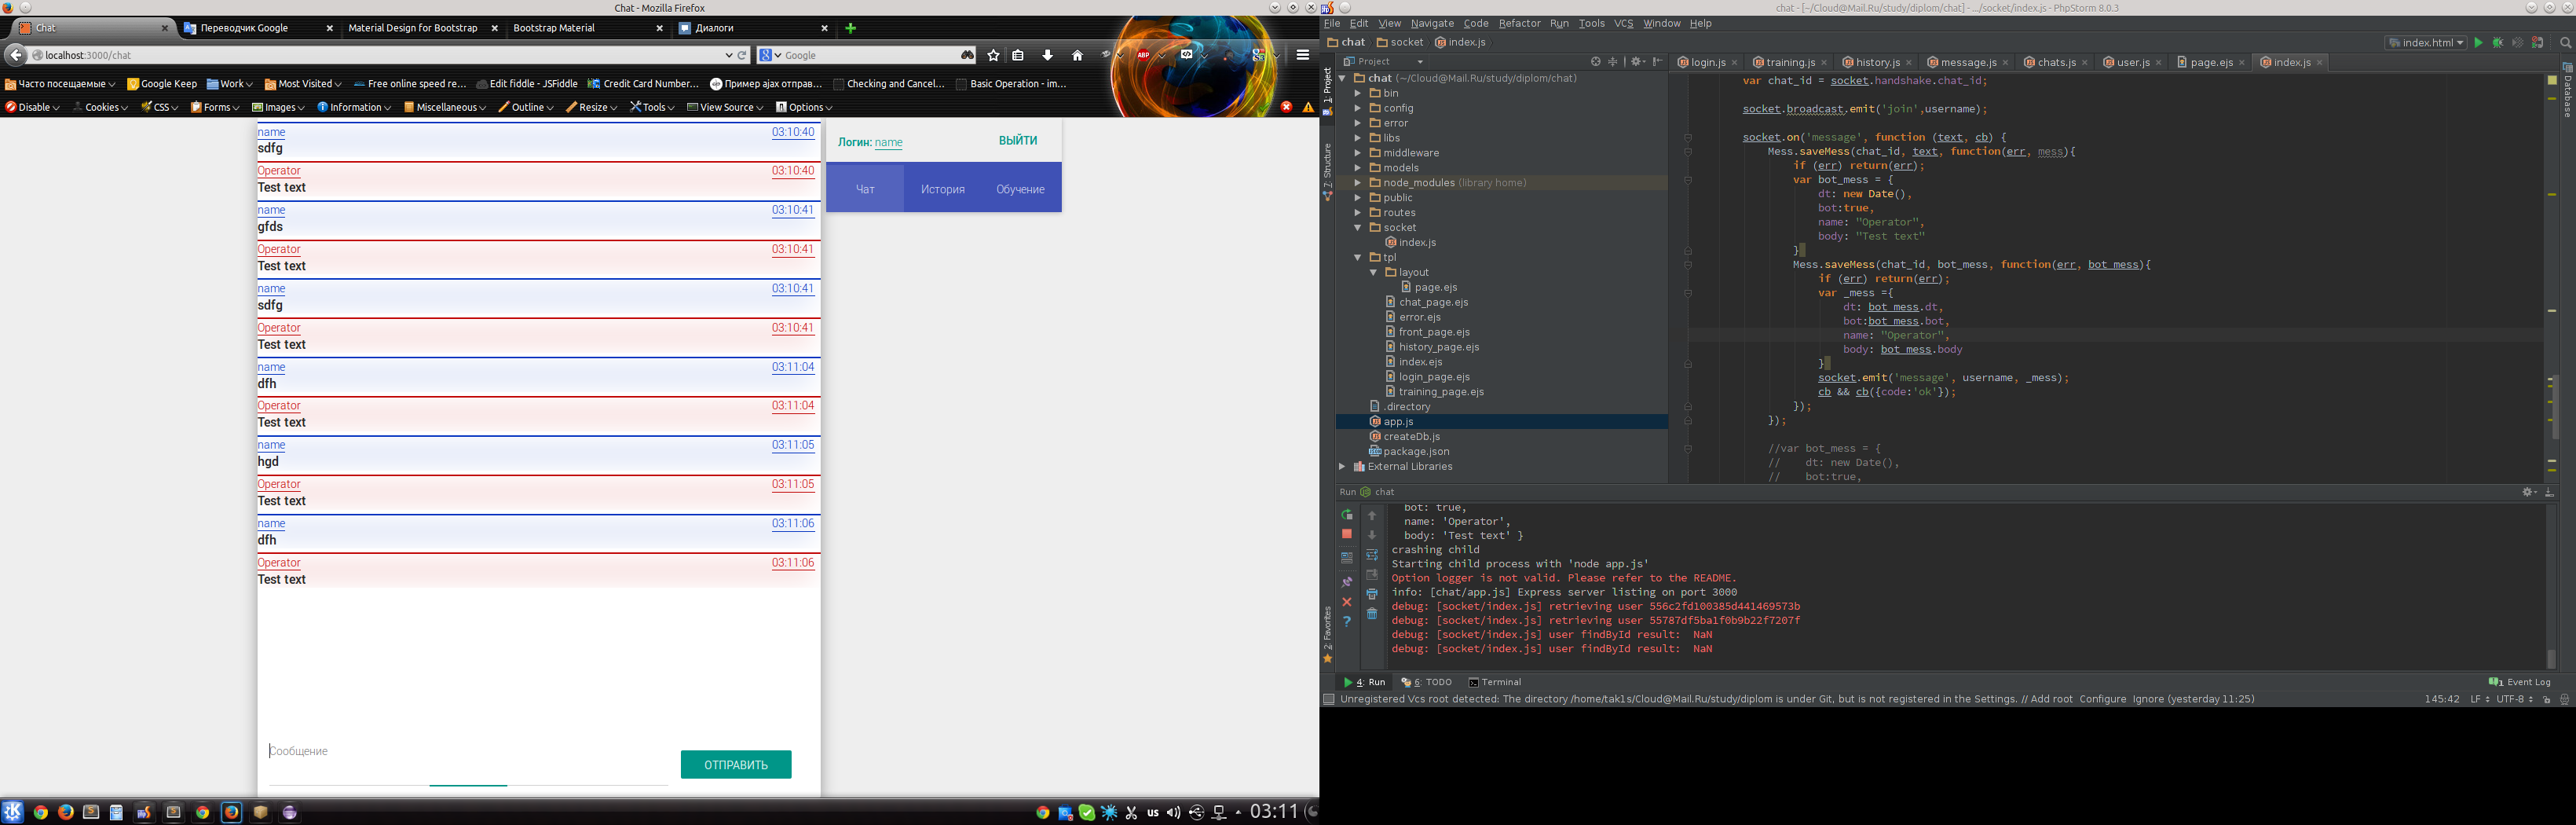 Chat - Mozilla Firefox
Chat
Переводчик Google
Material Design for Bootstrap
Bootstrap Material
Диалоги
localhost:3000/chat
Google
Часто посещаемые
Google Keep
Work
Most Visited
Free online speed re...
Edit fiddle - JSFiddle
Credit Card Number...
Пример ajax отправ...
Checking and Cancel...
Basic Operation - im...
Disable
Cookies
CSS
Forms
Images
Information
Miscellaneous
Outline
Resize
Tools
View Source
Options
name 03:10:40
sdfg
Operator 03:10:40
Test text
name 03:10:41
gfds
Operator 03:10:41
Test text
name 03:10:41
sdfg
Operator 03:10:41
Test text
name 03:11:04
dfh
Operator 03:11:04
Test text
name 03:11:05
hgd
Operator 03:11:05
Test text
name 03:11:06
dfh
Operator 03:11:06
Test text
Сообщение
ОТПРАВИТЬ
Логин: name
ВЫЙТИ
Чат
История
Обучение
us
03:11
chat - [~/Cloud@Mail.Ru/study/diplom/chat] - .../socket/index.js - PhpStorm 8.0.3
File Edit View Navigate Code Refactor Run Tools VCS Window Help
chat socket index.js
index.html
1: Project
7: Structure
2: Favorites
Database
Project
chat (~/Cloud@Mail.Ru/study/diplom/chat)
bin
config
error
libs
middleware
models
node_modules (library home)
public
routes
socket
index.js
tpl
layout
page.ejs
chat_page.ejs
error.ejs
front_page.ejs
history_page.ejs
index.ejs
login_page.ejs
training_page.ejs
.directory
app.js
createDb.js
package.json
External Libraries
login.js
training.js
history.js
message.js
chats.js
user.js
page.ejs
index.js
var chat_id = socket.handshake.chat_id;
socket.broadcast.emit('join',username);
socket.on('message', function (text, cb) {
Mess.saveMess(chat_id, text, function(err, mess){
if (err) return(err);
var bot_mess = {
dt: new Date(),
bot:true,
name: "Operator",
body: "Test text"
}
Mess.saveMess(chat_id, bot_mess, function(err, bot_mess){
if (err) return(err);
var _mess ={
dt: bot_mess.dt,
bot:bot_mess.bot,
name: "Operator",
body: bot_mess.body
}
socket.emit('message', username, _mess);
cb && cb({code:'ok'});
});
});
//var bot_mess = {
// dt: new Date(),
// bot:true,
Run chat
bot: true,
name: 'Operator',
body: 'Test text' }
crashing child
Starting child process with 'node app.js'
Option logger is not valid. Please refer to the README.
info: [chat/app.js] Express server listing on port 3000
debug: [socket/index.js] retrieving user 556c2fd100385d441469573b
debug: [socket/index.js] retrieving user 55787df5ba1f0b9b22f7207f
debug: [socket/index.js] user findById result: NaN
debug: [socket/index.js] user findById result: NaN
4: Run
6: TODO
Terminal
1 Event Log
Unregistered Vcs root detected: The directory /home/tak1s/Cloud@Mail.Ru/study/diplom is under Git, but is not registered in the Settings. // Add root Configure Ignore (yesterday 11:25)
145:42 LF UTF-8